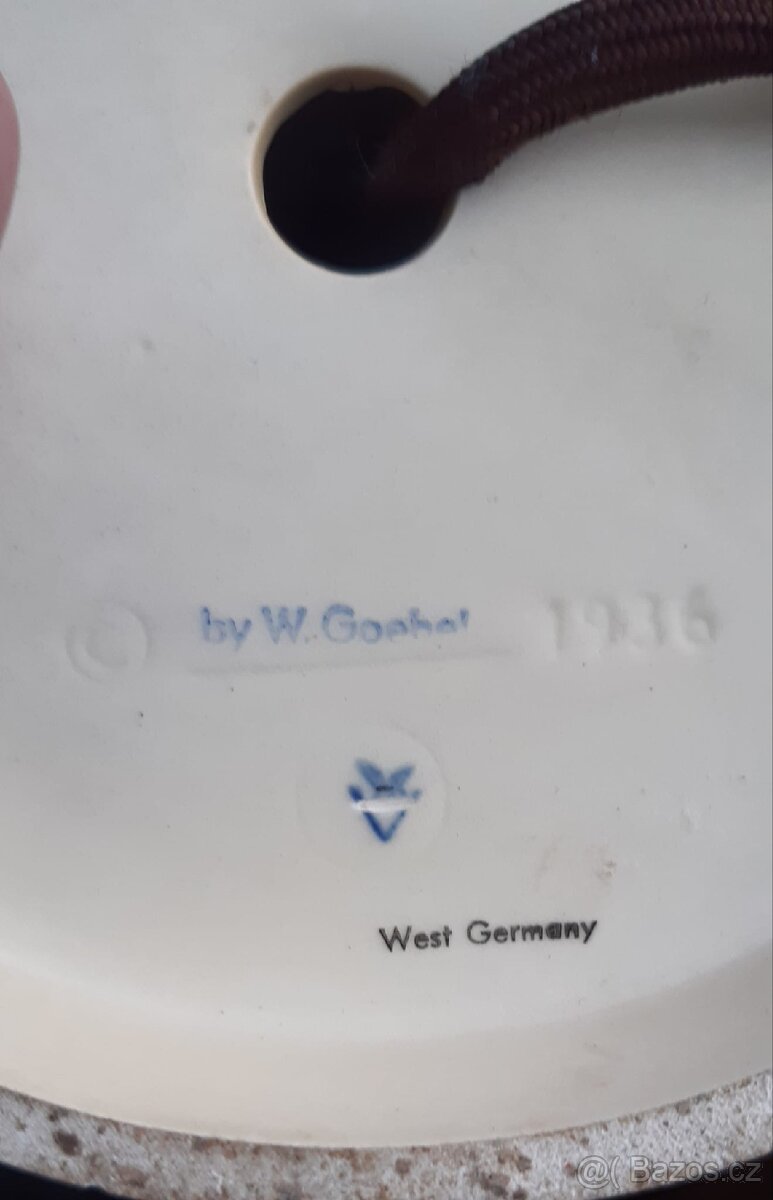 © by W. Goebel 1936
West Germany
@( Bazos.cz